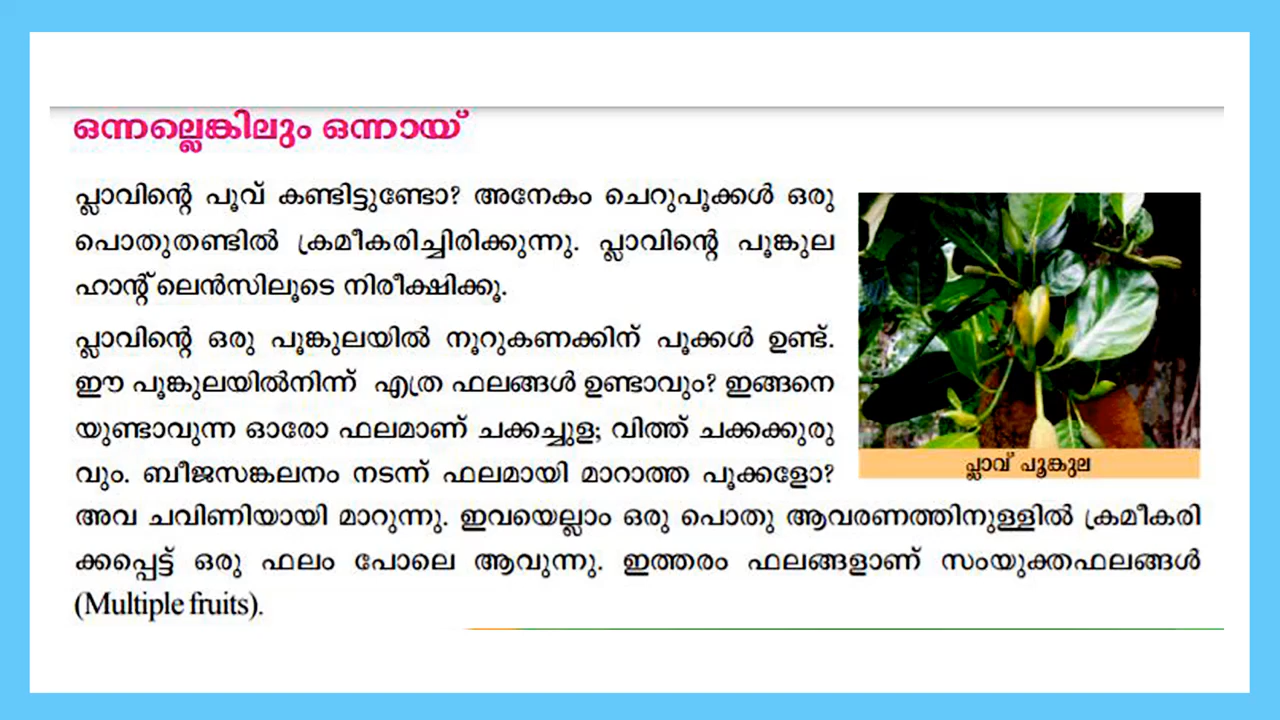 ഒന്നല്ലെങ്കിലും ഒന്നായ്
പ്ലാവിന്റെ പൂവ് കണ്ടിട്ടുണ്ടോ? അനേകം ചെറുപൂക്കൾ ഒരു
പൊതുതണ്ടിൽ ക്രമീകരിച്ചിരിക്കുന്നു. പ്ലാവിന്റെ പൂങ്കുല
ഹാന്റ് ലെൻസിലൂടെ നിരീക്ഷിക്കൂ.
പ്ലാവിന്റെ ഒരു പൂങ്കുലയിൽ നൂറുകണക്കിന് പൂക്കൾ ഉണ്ട്.
ഈ പൂങ്കുലയിൽനിന്ന് എത്ര ഫലങ്ങൾ ഉണ്ടാവും? ഇങ്ങനെ
യുണ്ടാവുന്ന ഓരോ ഫലമാണ് ചക്കച്ചുള; വിത്ത് ചക്കക്കുരു
വും. ബീജസങ്കലനം നടന്ന് ഫലമായി മാറാത്ത പൂക്കളോ?
അവ ചവിണിയായി മാറുന്നു. ഇവയെല്ലാം ഒരു പൊതു ആവരണത്തിനുള്ളിൽ ക്രമീകരി
ക്കപ്പെട്ട് ഒരു ഫലം പോലെ ആവുന്നു. ഇത്തരം ഫലങ്ങളാണ് സംയുക്തഫലങ്ങൾ
(Multiple fruits).
പ്ലാവ് പൂങ്കുല